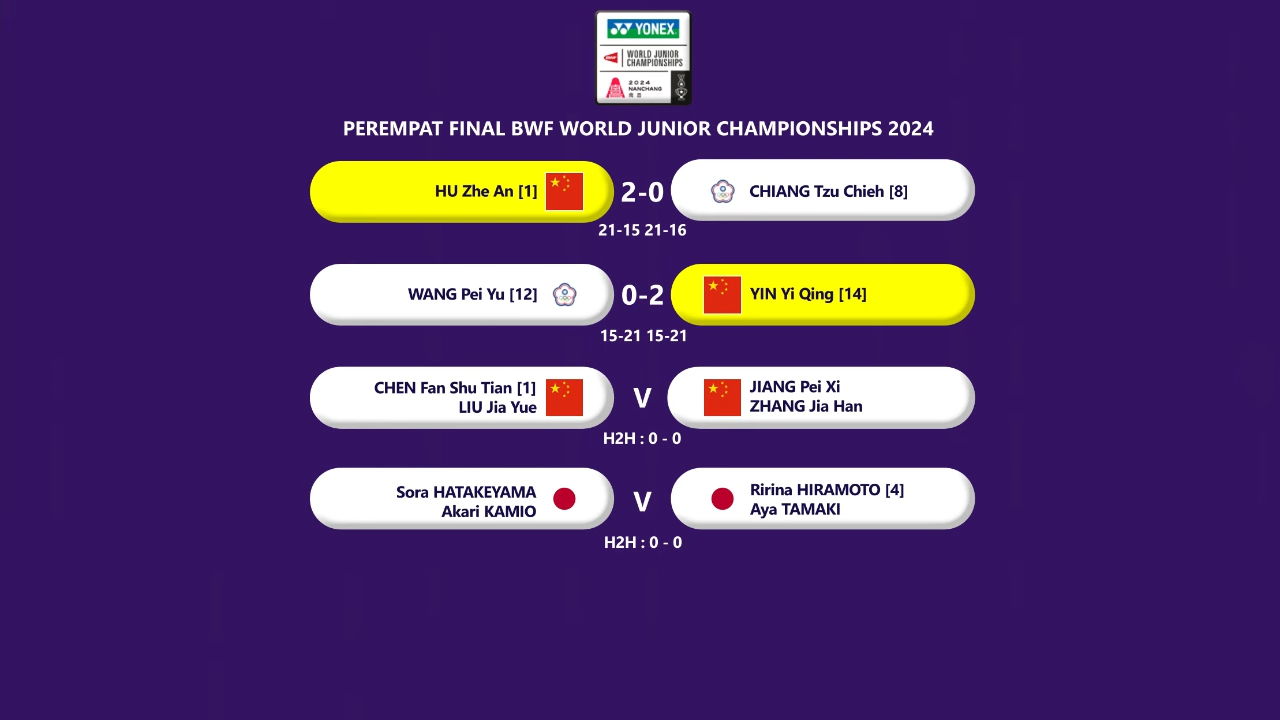 YONEX
WORLD JUNIOR
CHAMPIONSHIPS
2024
NANCHANG
PEREMPAT FINAL BWF WORLD JUNIOR CHAMPIONSHIPS 2024
HU Zhe An [1] 2-0 CHIANG Tzu Chieh [8]
21-15 21-16
WANG Pei Yu [12] 0-2 YIN Yi Qing [14]
15-21 15-21
CHEN Fan Shu Tian [1]
LIU Jia Yue
V
JIANG Pei Xi
ZHANG Jia Han
H2H : 0 - 0
Sora HATAKEYAMA
Akari KAMIO
V
Ririna HIRAMOTO [4]
Aya TAMAKI
H2H : 0 - 0